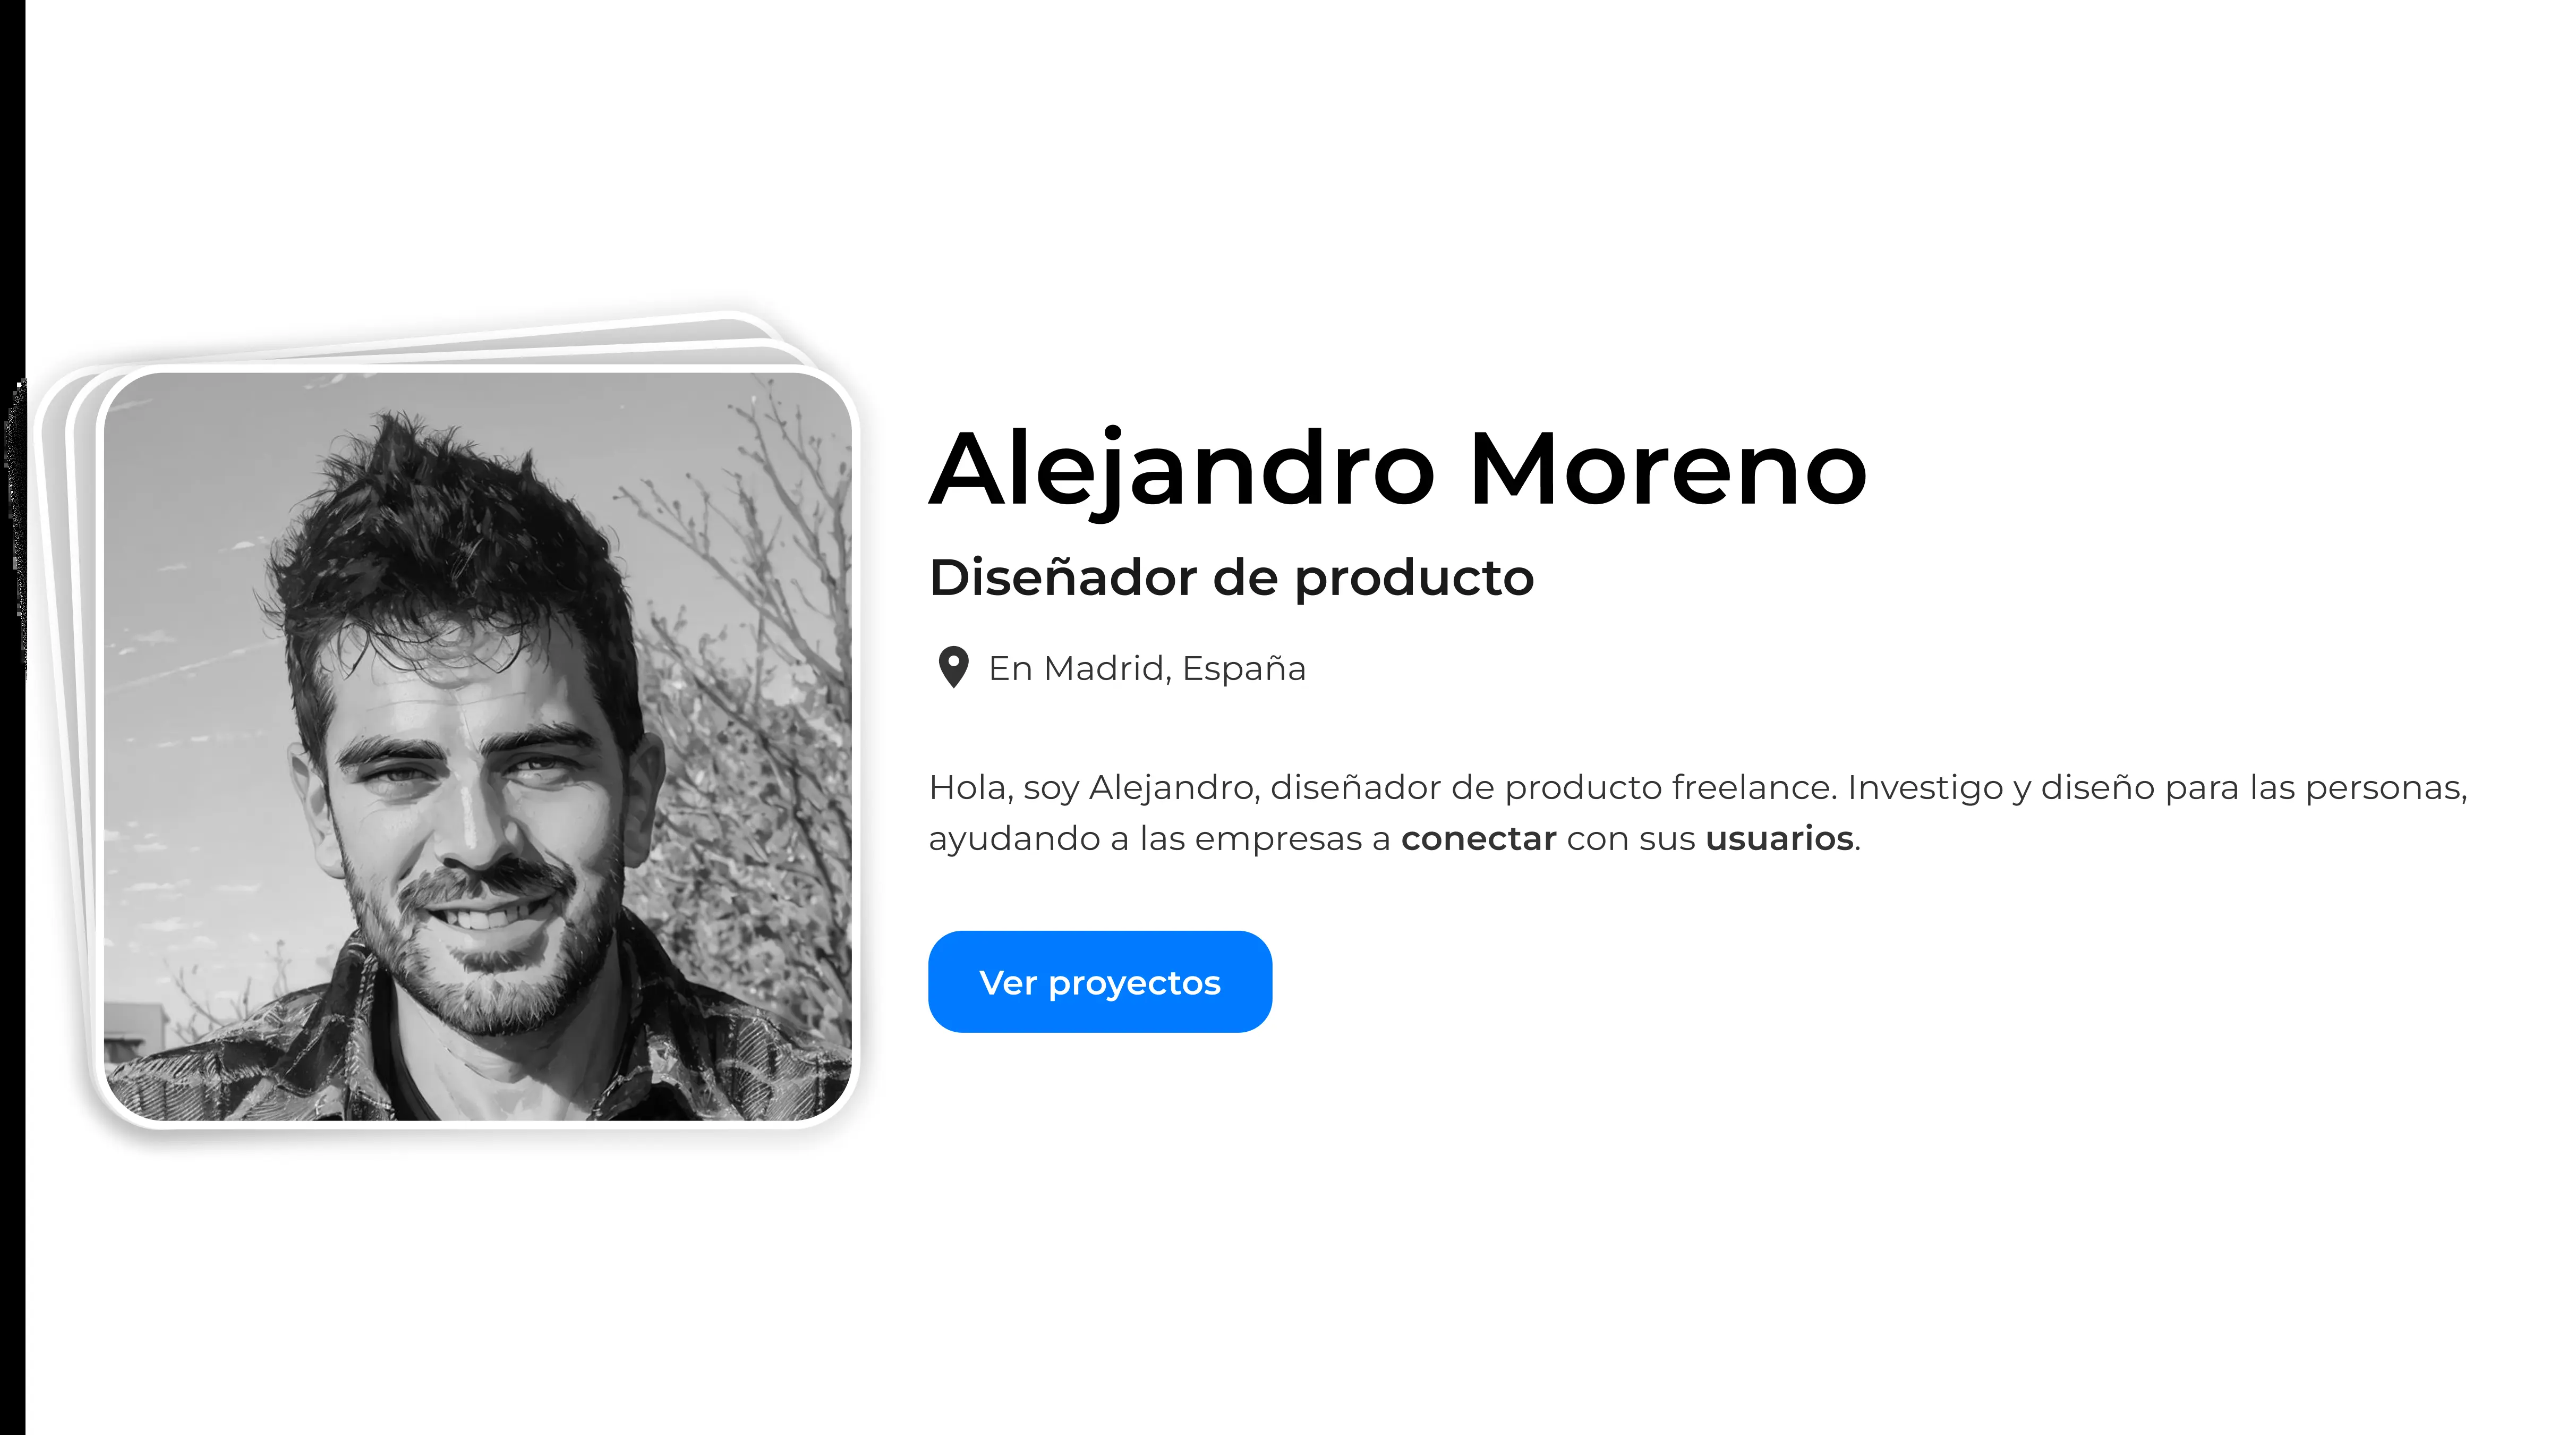 Alejandro Moreno
Diseñador de producto
En Madrid, España
Hola, soy Alejandro, diseñador de producto freelance. Investigo y diseño para las personas,
ayudando a las empresas a conectar con sus usuarios.
Ver proyectos